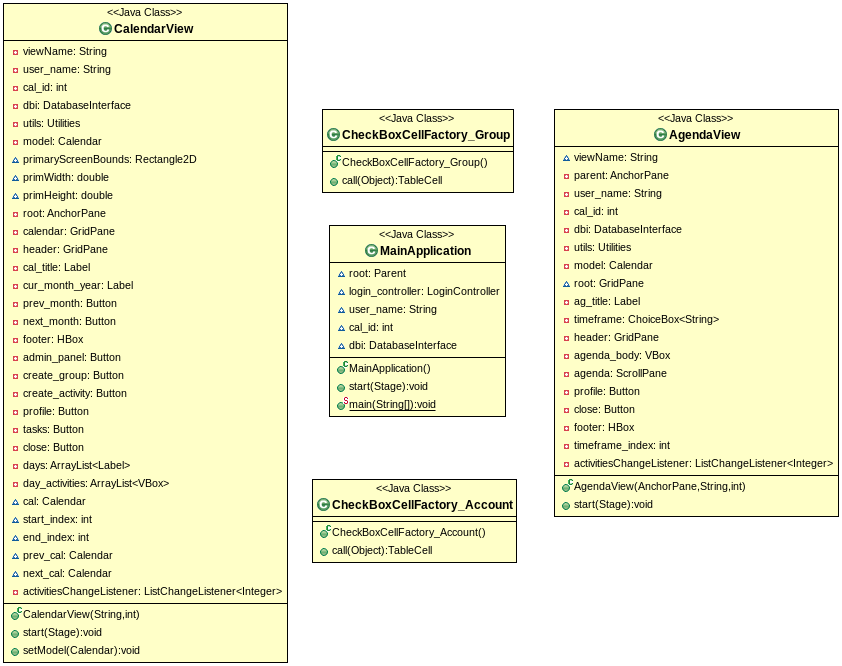 <<Java Class>>
CalendarView
viewName: String
user_name: String
cal_id: int
dbi: DatabaseInterface
utils: Utilities
model: Calendar
primaryScreenBounds: Rectangle2D
primWidth: double
primHeight: double
root: AnchorPane
calendar: GridPane
header: GridPane
cal_title: Label
cur_month_year: Label
prev_month: Button
next_month: Button
footer: HBox
admin_panel: Button
create_group: Button
create_activity: Button
profile: Button
tasks: Button
close: Button
days: ArrayList<Label>
day_activities: ArrayList<VBox>
cal: Calendar
start_index: int
end_index: int
prev_cal: Calendar
next_cal: Calendar
activitiesChangeListener: ListChangeListener<Integer>
CalendarView(String,int)
start(Stage):void
setModel(Calendar):void
<<Java Class>>
CheckBoxCellFactory_Group
CheckBoxCellFactory_Group()
call(Object):TableCell
<<Java Class>>
MainApplication
root: Parent
login_controller: LoginController
user_name: String
cal_id: int
dbi: DatabaseInterface
MainApplication()
start(Stage):void
main(String[]):void
<<Java Class>>
CheckBoxCellFactory_Account
CheckBoxCellFactory_Account()
call(Object):TableCell
<<Java Class>>
AgendaView
viewName: String
parent: AnchorPane
user_name: String
cal_id: int
dbi: DatabaseInterface
utils: Utilities
model: Calendar
root: GridPane
ag_title: Label
timeframe: ChoiceBox<String>
header: GridPane
agenda_body: VBox
agenda: ScrollPane
profile: Button
close: Button
footer: HBox
timeframe_index: int
activitiesChangeListener: ListChangeListener<Integer>
AgendaView(AnchorPane,String,int)
start(Stage):void